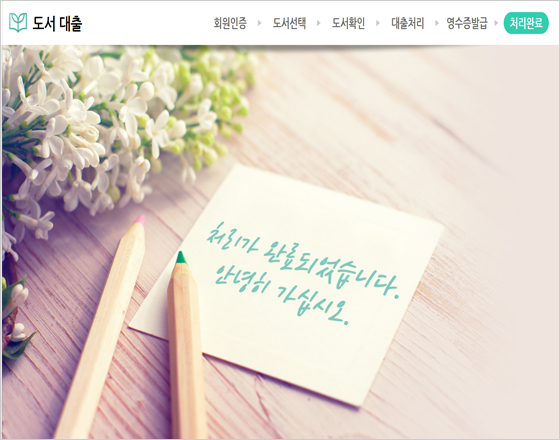 도서 대출
회원인증 도서선택 도서확인 대출처리 영수증발급 처리완료
처리가 완료되었습니다.
안녕히 가십시오.